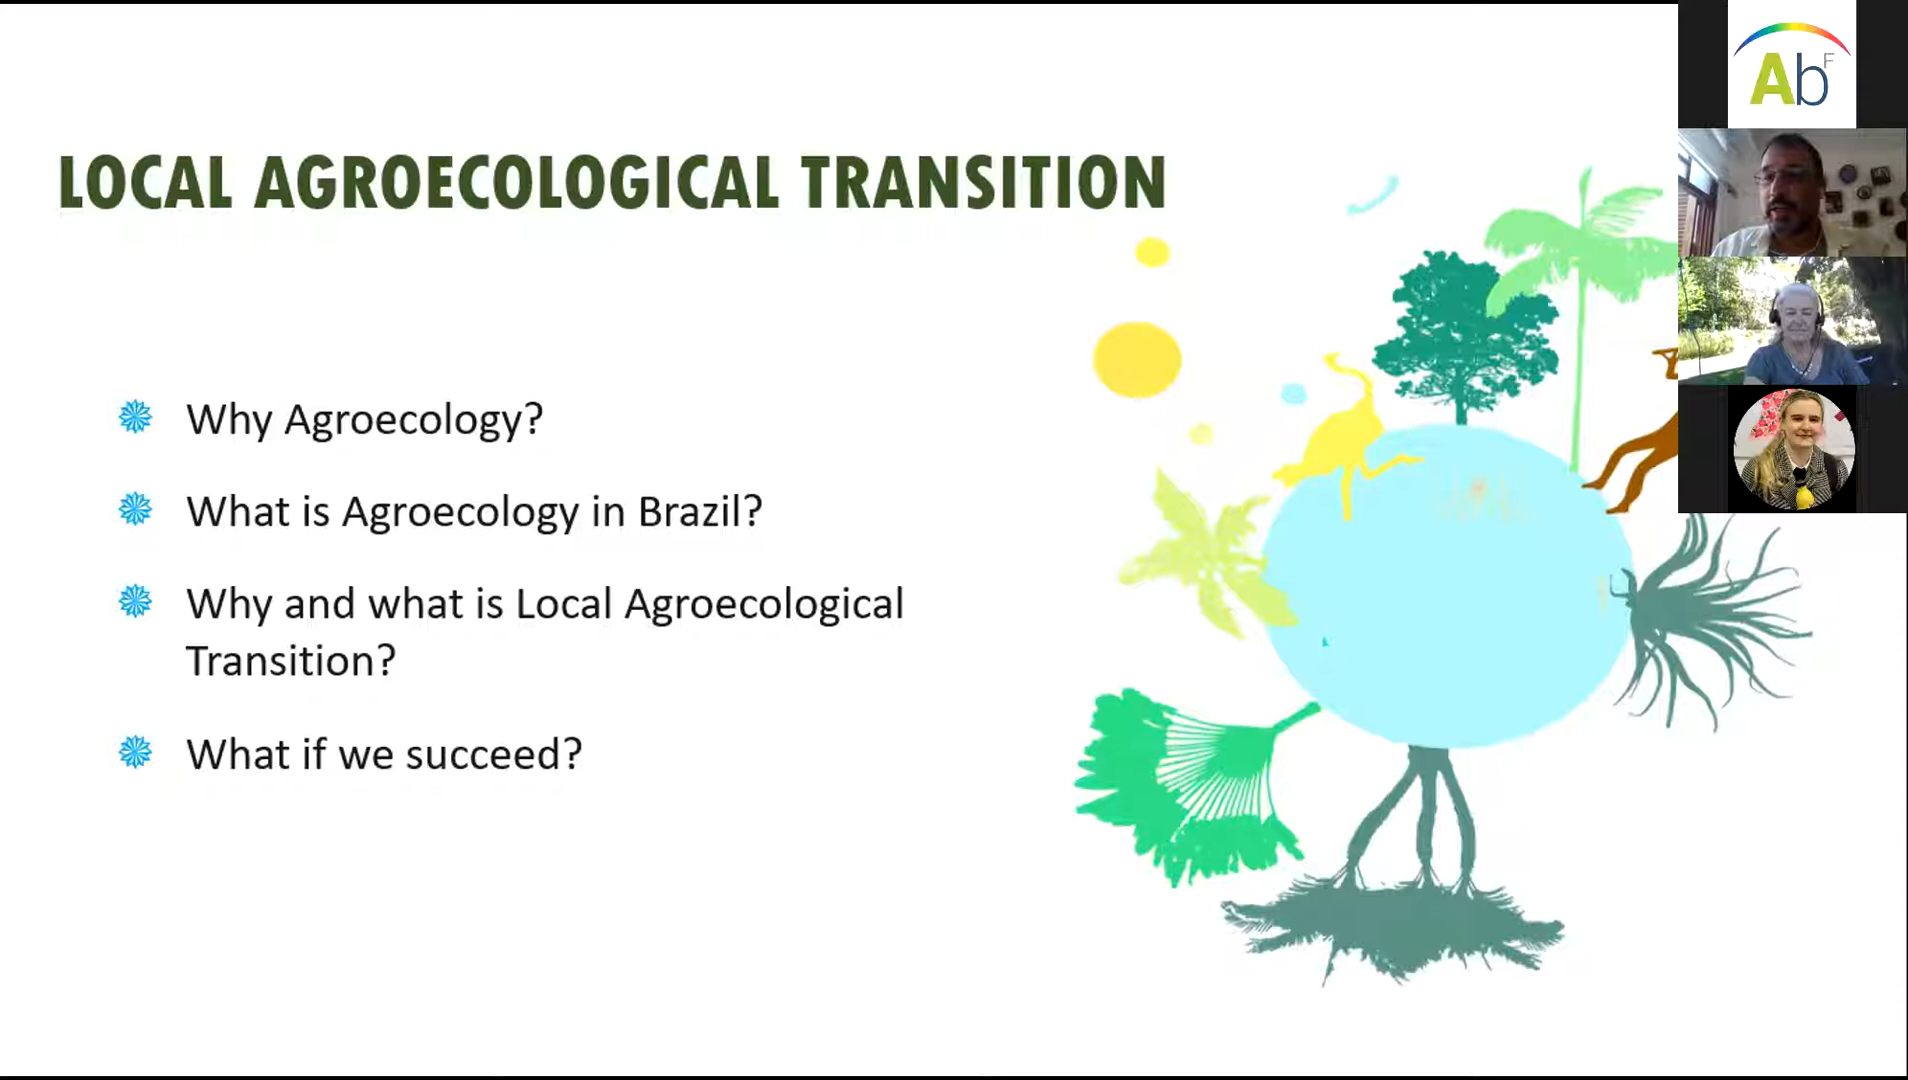 LOCAL AGROECOLOGICAL TRANSITION
Why Agroecology?
What is Agroecology in Brazil?
Why and what is Local Agroecological
Transition?
What if we succeed?
Ab F